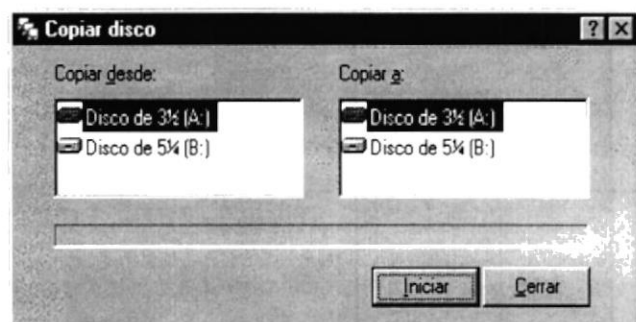 Copiar disco
Copiar desde:
Disco de 3½ (A:)
Disco de 5¼ (B:)
Copiar a:
Disco de 3½ (A:)
Disco de 5¼ (B:)
Iniciar
Cerrar